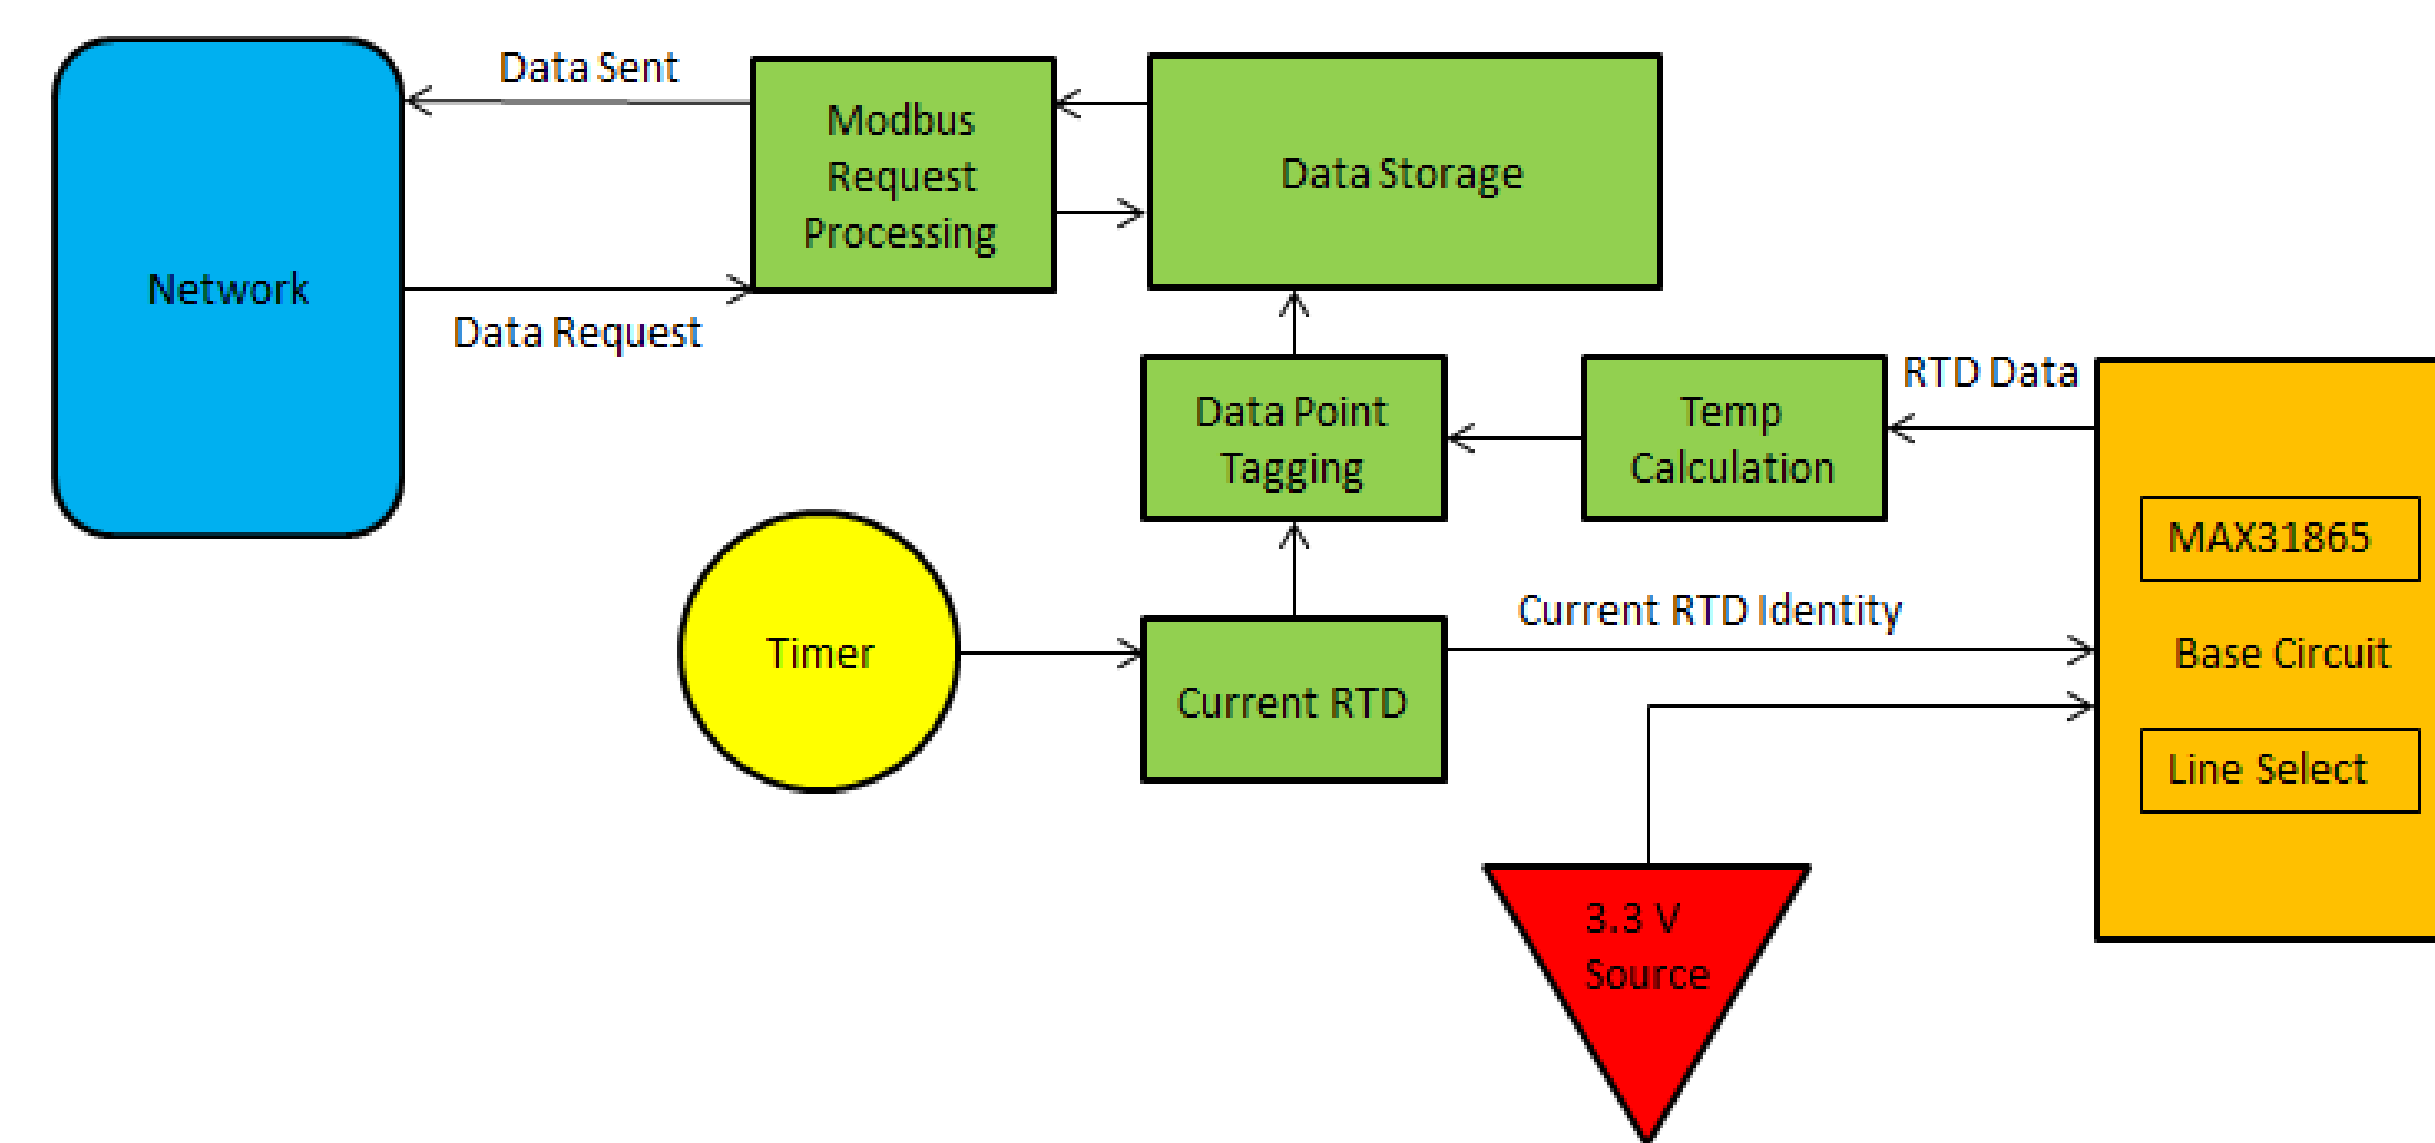 Data Sent
Modbus
Request
Processing
Data Storage
Network
Data Request
Data Point
Tagging
Temp
Calculation
RTD Data
MAX31865
Base Circuit
Line Select
Current RTD Identity
Timer
Current RTD
3.3 V
Source